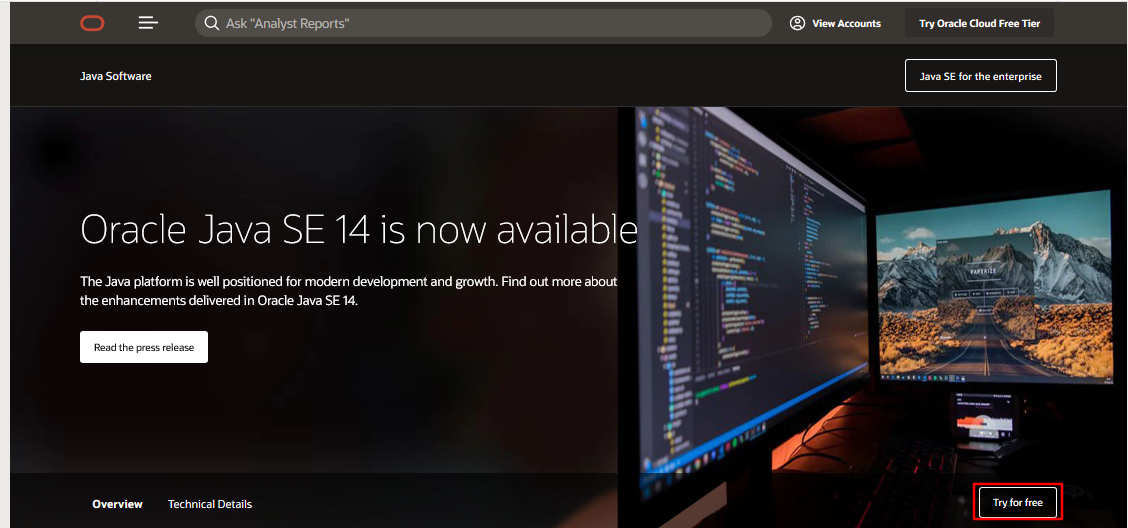 Ask "Analyst Reports"
View Accounts
Try Oracle Cloud Free Tier
Java Software
Java SE for the enterprise
Oracle Java SE 14 is now available
The Java platform is well positioned for modern development and growth. Find out more about
the enhancements delivered in Oracle Java SE 14.
Read the press release
PAPERIZE
Overview
Technical Details
Try for free